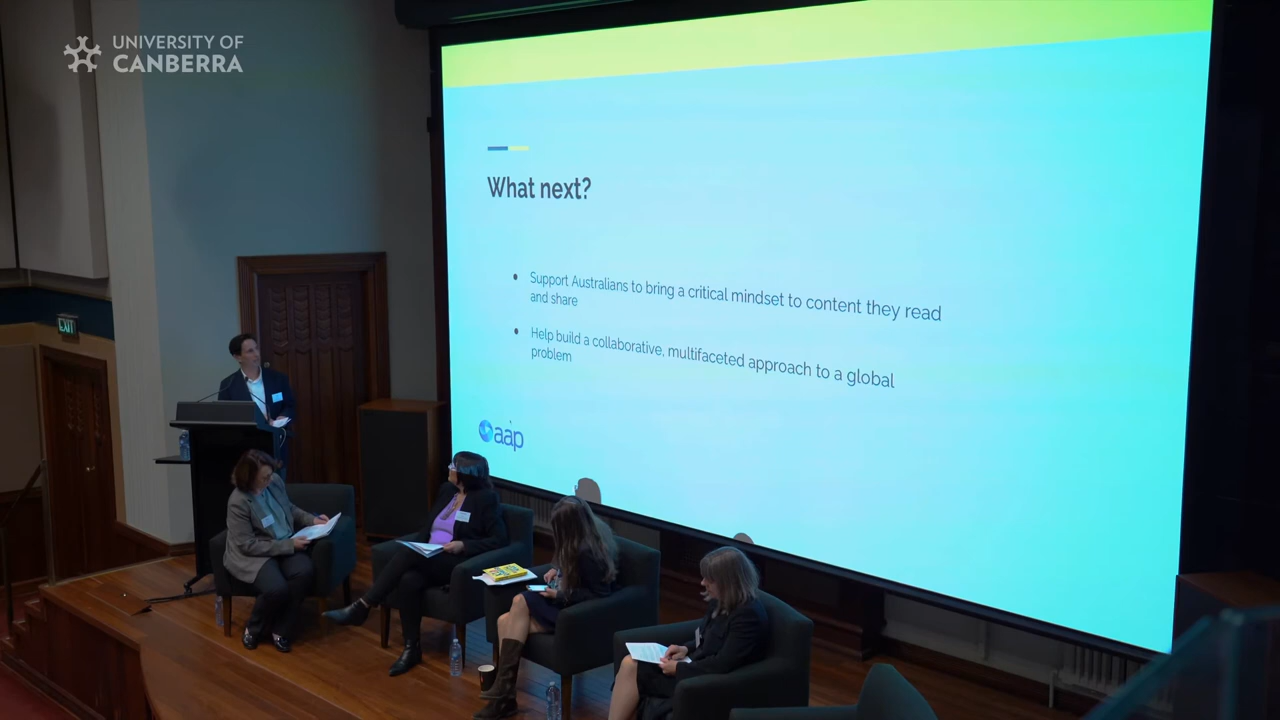 UNIVERSITY OF
CANBERRA
What next?
Support Australians to bring a critical mindset to content they read
and share
Help build a collaborative, multifaceted approach to a global
problem
aap
EXIT